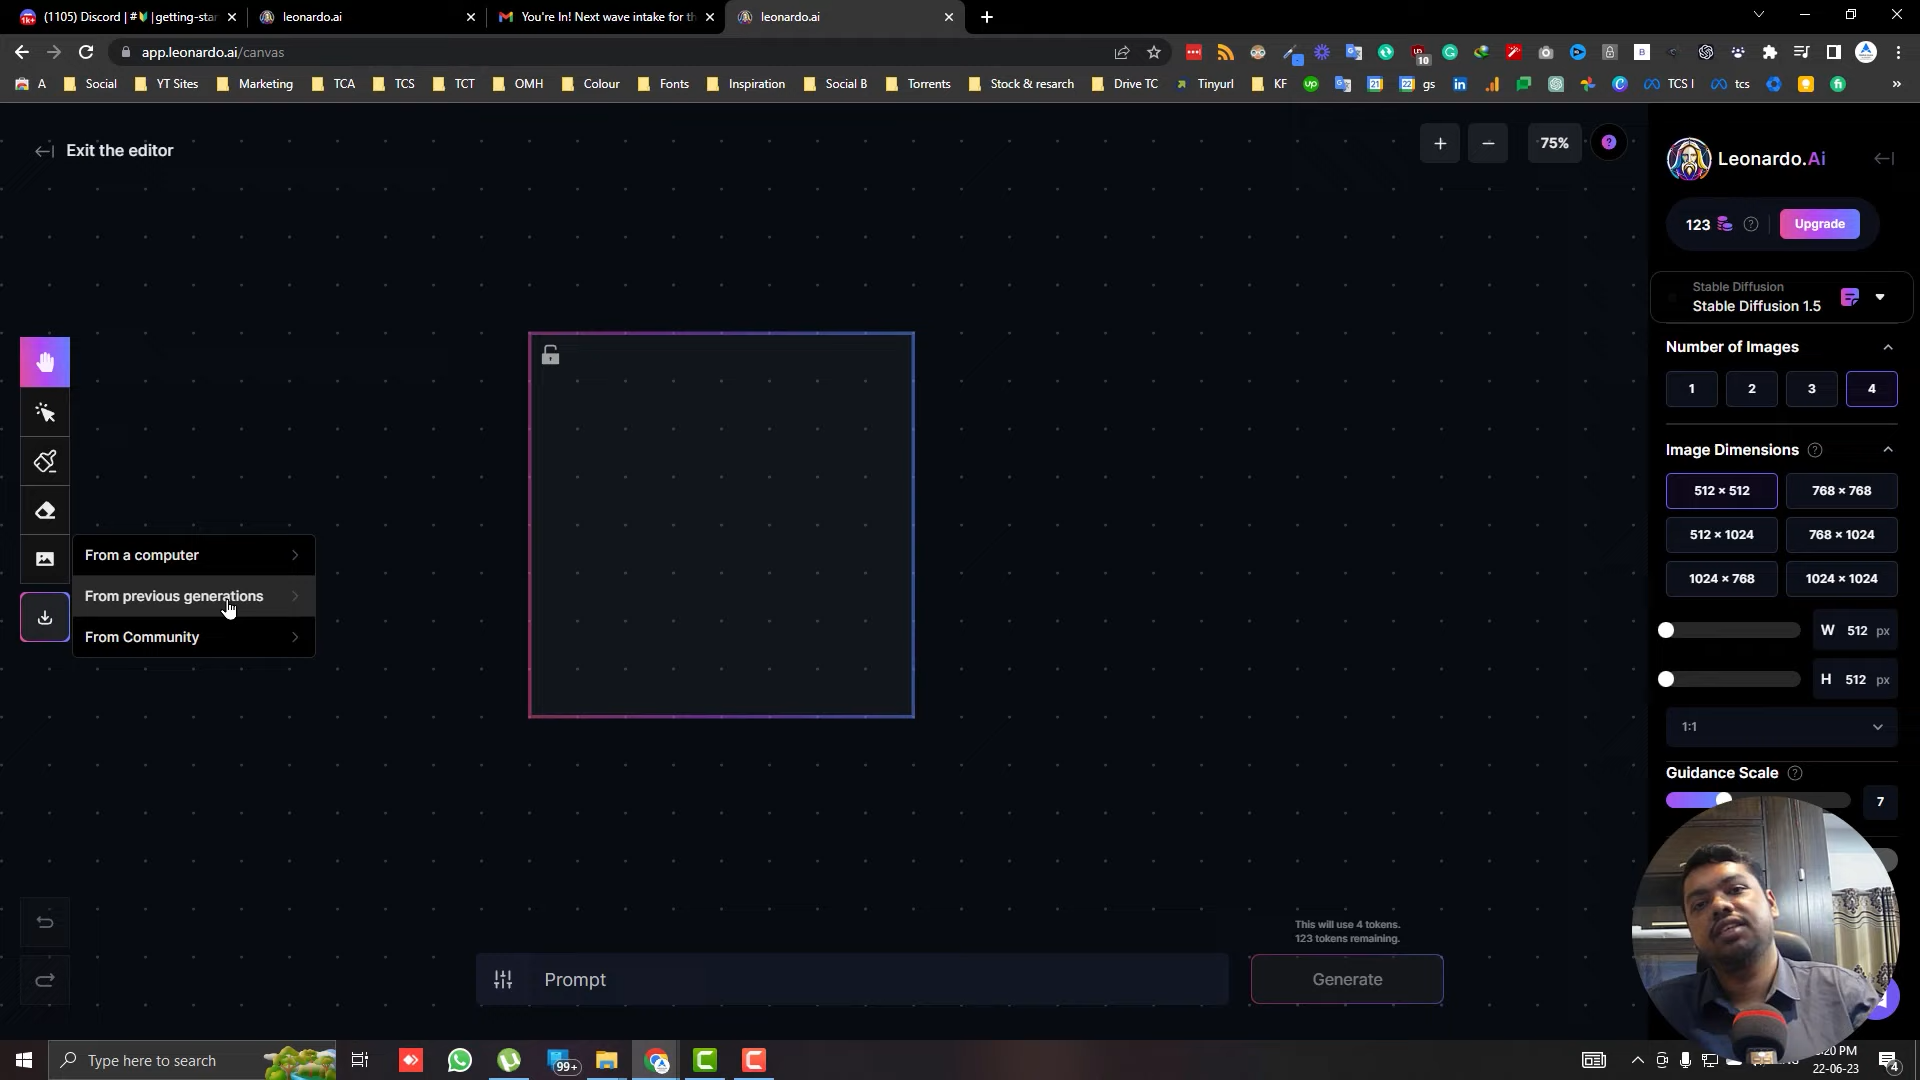 (1105) Discord | #🔰 | getting-star
leonardo.ai
You're In! Next wave intake for th
leonardo.ai
app.leonardo.ai/canvas
10
A
Social
YT Sites
Marketing
TCA
TCS
TCT
OMH
Colour
Fonts
Inspiration
Social B
Torrents
Stock & resarch
Drive TC
Tinyurl
KF
gs
TCS I
tcs
Exit the editor
75%
Leonardo.Ai
123
Upgrade
Stable Diffusion
Stable Diffusion 1.5
Number of Images
1
2
3
4
Image Dimensions
512 × 512
768 × 768
512 × 1024
768 × 1024
1024 × 768
1024 × 1024
W 512 px
H 512 px
1:1
Guidance Scale
7
From a computer
From previous generations
From Community
This will use 4 tokens.
123 tokens remaining.
Prompt
Generate
Type here to search
99+
:20 PM
22-06-23
4